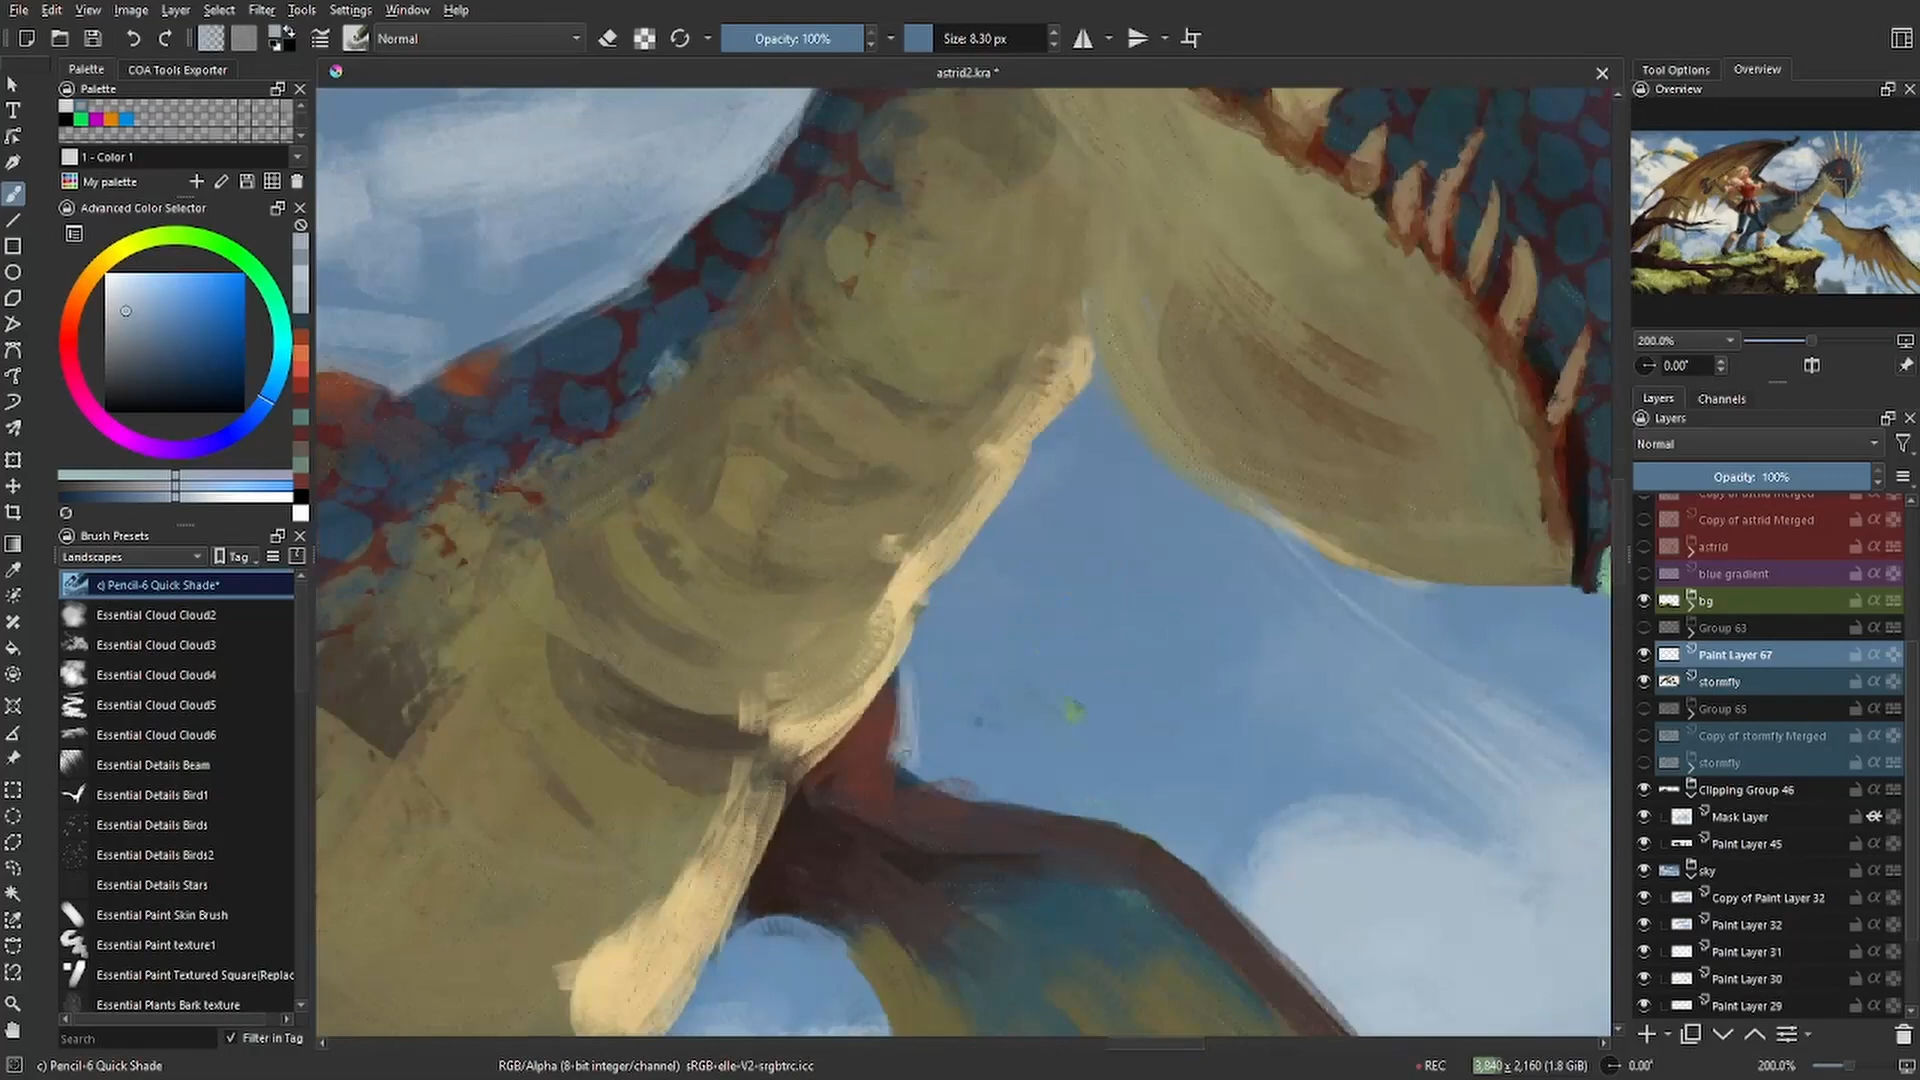 File Edit View Image Layer Select Filter Tools Settings Window Help
Normal Opacity: 100% Size: 8.30 px
Palette COA Tools Exporter
astrid2.kra *
Tool Options Overview
Palette
Overview
1 - Color 1
My palette
Advanced Color Selector
200.0%
0.00°
Layers Channels
Layers
Normal
Opacity: 100%
Copy of astrid Merged
Copy of astrid Merged
astrid
blue gradient
bg
Group 63
Paint Layer 67
stormfly
Group 65
Copy of stormfly Merged
stormfly
Clipping Group 46
Mask Layer
Paint Layer 45
sky
Copy of Paint Layer 32
Paint Layer 32
Paint Layer 31
Paint Layer 30
Paint Layer 29
Brush Presets
Landscapes Tag
c) Pencil-6 Quick Shade*
Essential Cloud Cloud2
Essential Cloud Cloud3
Essential Cloud Cloud4
Essential Cloud Cloud5
Essential Cloud Cloud6
Essential Details Beam
Essential Details Bird1
Essential Details Birds
Essential Details Birds2
Essential Details Stars
Essential Paint Skin Brush
Essential Paint texture1
Essential Paint Textured Square(Replac
Essential Plants Bark texture
Search Filter in Tag
c) Pencil-6 Quick Shade
RGB/Alpha (8-bit integer/channel) sRGB-elle-V2-srgbtrc.icc
REC 3,840 x 2,160 (1.8 GiB) 0.00° 200.0%